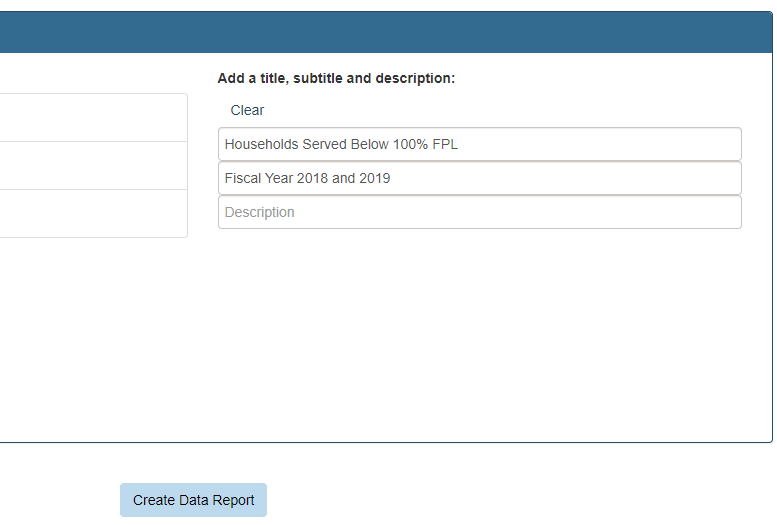 Add a title, subtitle and description:
Clear
Households Served Below 100% FPL
Fiscal Year 2018 and 2019
Description
Create Data Report